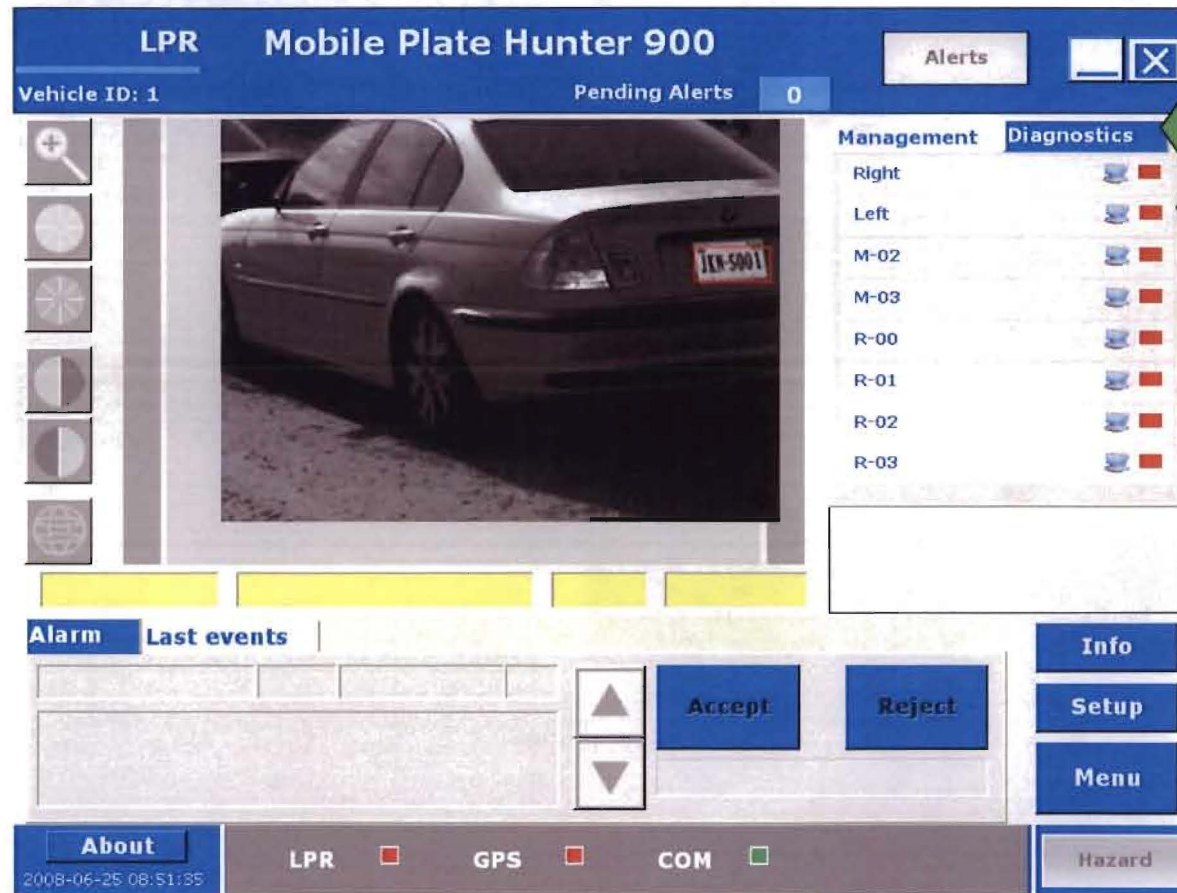 LPR Mobile Plate Hunter 900
Alerts
Vehicle ID: 1
Pending Alerts 0
Management Diagnostics
Right
Left
M-02
M-03
R-00
R-01
R-02
R-03
JKN-5001
Alarm Last events
Accept Reject
Info
Setup
Menu
About
2008-06-25 08:51:35
LPR GPS COM
Hazard